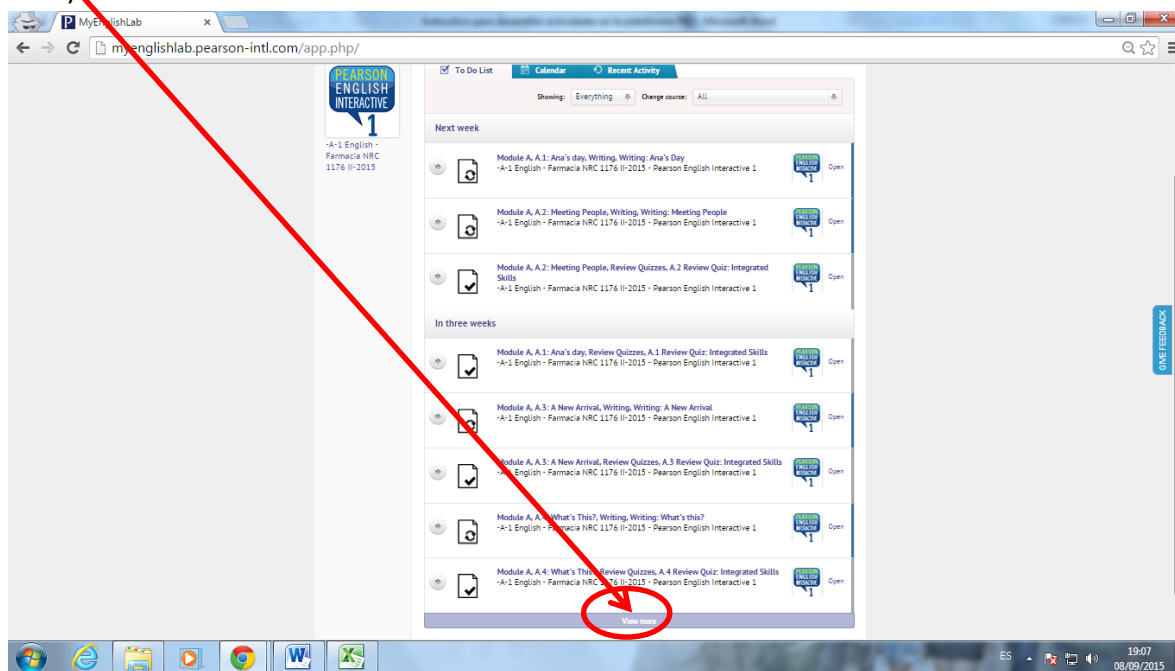 MyEnglishLab
myenglishlab.pearson-intl.com/app.php/
PEARSON
ENGLISH
INTERACTIVE
1
-A-1 English -
Farmacia NRC
1176 II-2015
To Do List
Calendar
Recent Activity
Showing: Everything Change course: All
Next week
Module A, A.1: Ana's day, Writing, Writing: Ana's Day
-A-1 English - Farmacia NRC 1176 II-2015 - Pearson English Interactive 1
Open
Module A, A.2: Meeting People, Writing, Writing: Meeting People
-A-1 English - Farmacia NRC 1176 II-2015 - Pearson English Interactive 1
Open
Module A, A.2: Meeting People, Review Quizzes, A.2 Review Quiz: Integrated
Skills
-A-1 English - Farmacia NRC 1176 II-2015 - Pearson English Interactive 1
Open
In three weeks
Module A, A.1: Ana's day, Review Quizzes, A.1 Review Quiz: Integrated Skills
-A-1 English - Farmacia NRC 1176 II-2015 - Pearson English Interactive 1
Open
Module A, A.3: A New Arrival, Writing, Writing: A New Arrival
-A-1 English - Farmacia NRC 1176 II-2015 - Pearson English Interactive 1
Open
Module A, A.3: A New Arrival, Review Quizzes, A.3 Review Quiz: Integrated Skills
-A-1 English - Farmacia NRC 1176 II-2015 - Pearson English Interactive 1
Open
Module A, A.4: What's This?, Writing, Writing: What's this?
-A-1 English - Farmacia NRC 1176 II-2015 - Pearson English Interactive 1
Open
Module A, A.4: What's This?, Review Quizzes, A.4 Review Quiz: Integrated Skills
-A-1 English - Farmacia NRC 1176 II-2015 - Pearson English Interactive 1
Open
View more
GIVE FEEDBACK
ES
19:07
08/09/2015